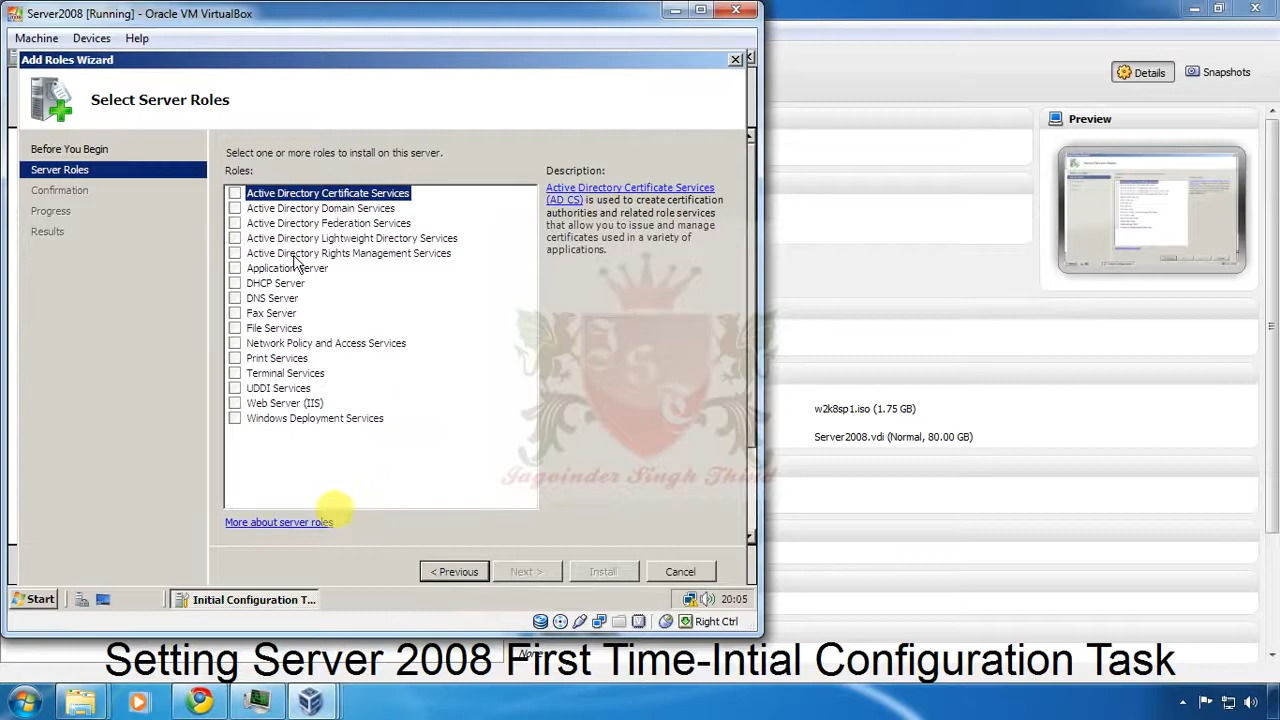 Server2008 [Running] - Oracle VM VirtualBox
Machine Devices Help
Add Roles Wizard
Select Server Roles
Details
Snapshots
Preview
Before You Begin
Server Roles
Confirmation
Progress
Results
Select one or more roles to install on this server.
Roles:
Active Directory Certificate Services
Active Directory Domain Services
Active Directory Federation Services
Active Directory Lightweight Directory Services
Active Directory Rights Management Services
Application Server
DHCP Server
DNS Server
Fax Server
File Services
Network Policy and Access Services
Print Services
Terminal Services
UDDI Services
Web Server (IIS)
Windows Deployment Services
Description:
Active Directory Certificate Services
(AD CS) is used to create certification
authorities and related role services
that allow you to issue and manage
certificates used in a variety of
applications.
More about server roles
w2k8sp1.iso (1.75 GB)
Server2008.vdi (Normal, 80.00 GB)
Jagvinder Singh Thind
< Previous
Next >
Install
Cancel
Start
Initial Configuration T...
20:05
Right Ctrl
None
Setting Server 2008 First Time-Intial Configuration Task